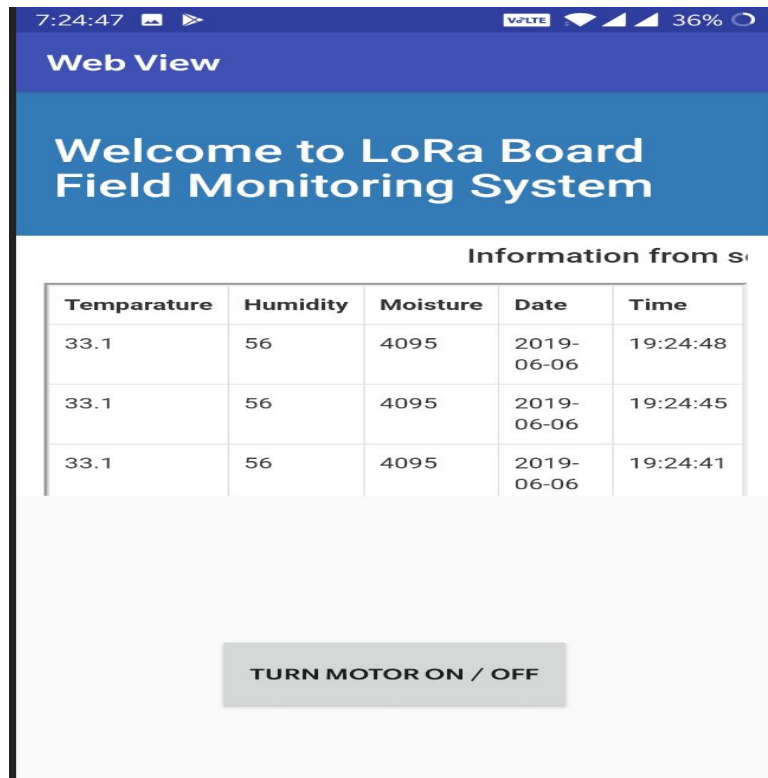 7:24:47 VoLTE 36%
Web View
Welcome to LoRa Board
Field Monitoring System
Information from s
Temparature Humidity Moisture Date Time
33.1 56 4095 2019-06-06 19:24:48
33.1 56 4095 2019-06-06 19:24:45
33.1 56 4095 2019-06-06 19:24:41
TURN MOTOR ON / OFF